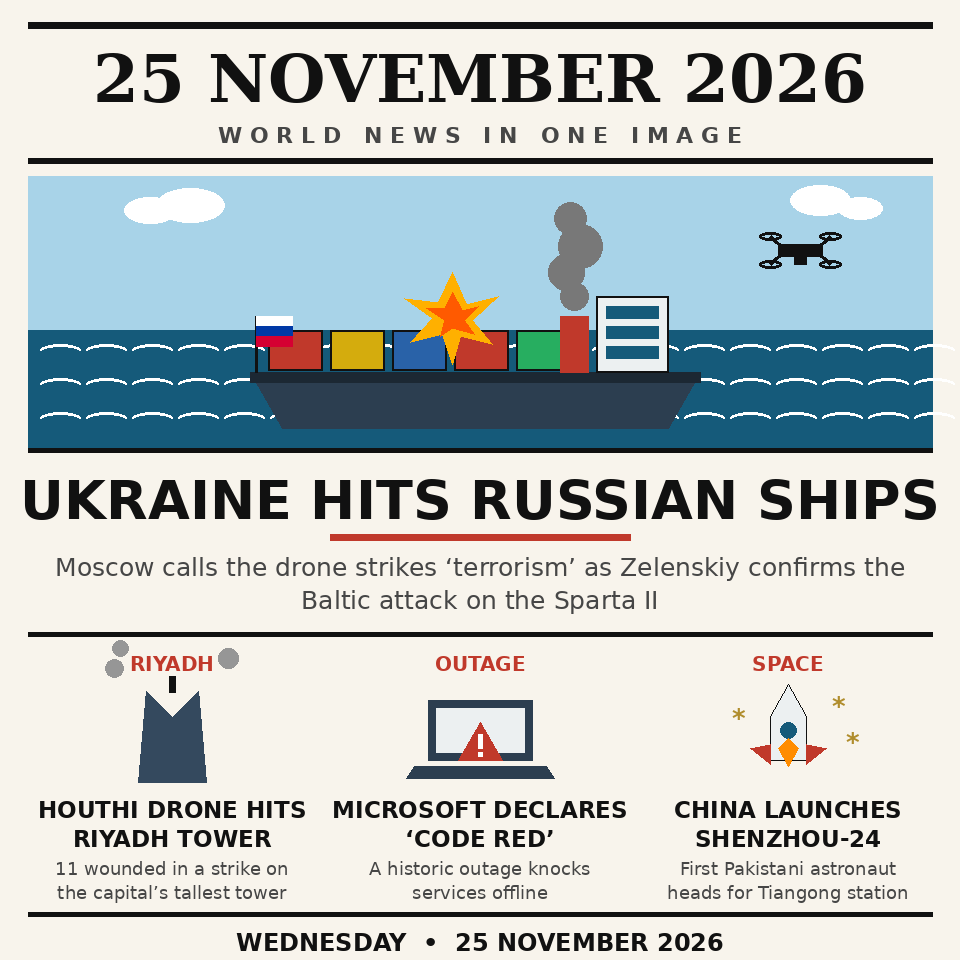 25 NOVEMBER 2026
WORLD NEWS IN ONE IMAGE
UKRAINE HITS RUSSIAN SHIPS
Moscow calls the drone strikes ‘terrorism’ as Zelenskiy confirms the
Baltic attack on the Sparta II
RIYADH
HOUTHI DRONE HITS
RIYADH TOWER
11 wounded in a strike on
the capital’s tallest tower
OUTAGE
!
MICROSOFT DECLARES
‘CODE RED’
A historic outage knocks
services offline
SPACE
CHINA LAUNCHES
SHENZHOU-24
First Pakistani astronaut
heads for Tiangong station
WEDNESDAY • 25 NOVEMBER 2026